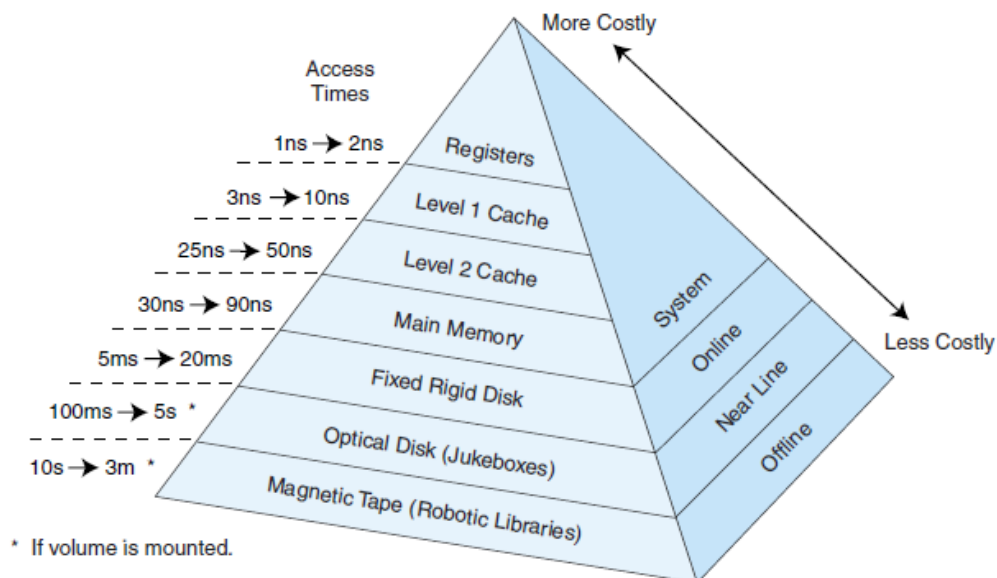 More Costly
Access
Times
1ns → 2ns
Registers
3ns → 10ns
Level 1 Cache
25ns → 50ns
Level 2 Cache
System
30ns → 90ns
Main Memory
Online
Less Costly
5ms → 20ms
Fixed Rigid Disk
Near Line
100ms → 5s *
Optical Disk (Jukeboxes)
Offline
10s → 3m *
Magnetic Tape (Robotic Libraries)
* If volume is mounted.